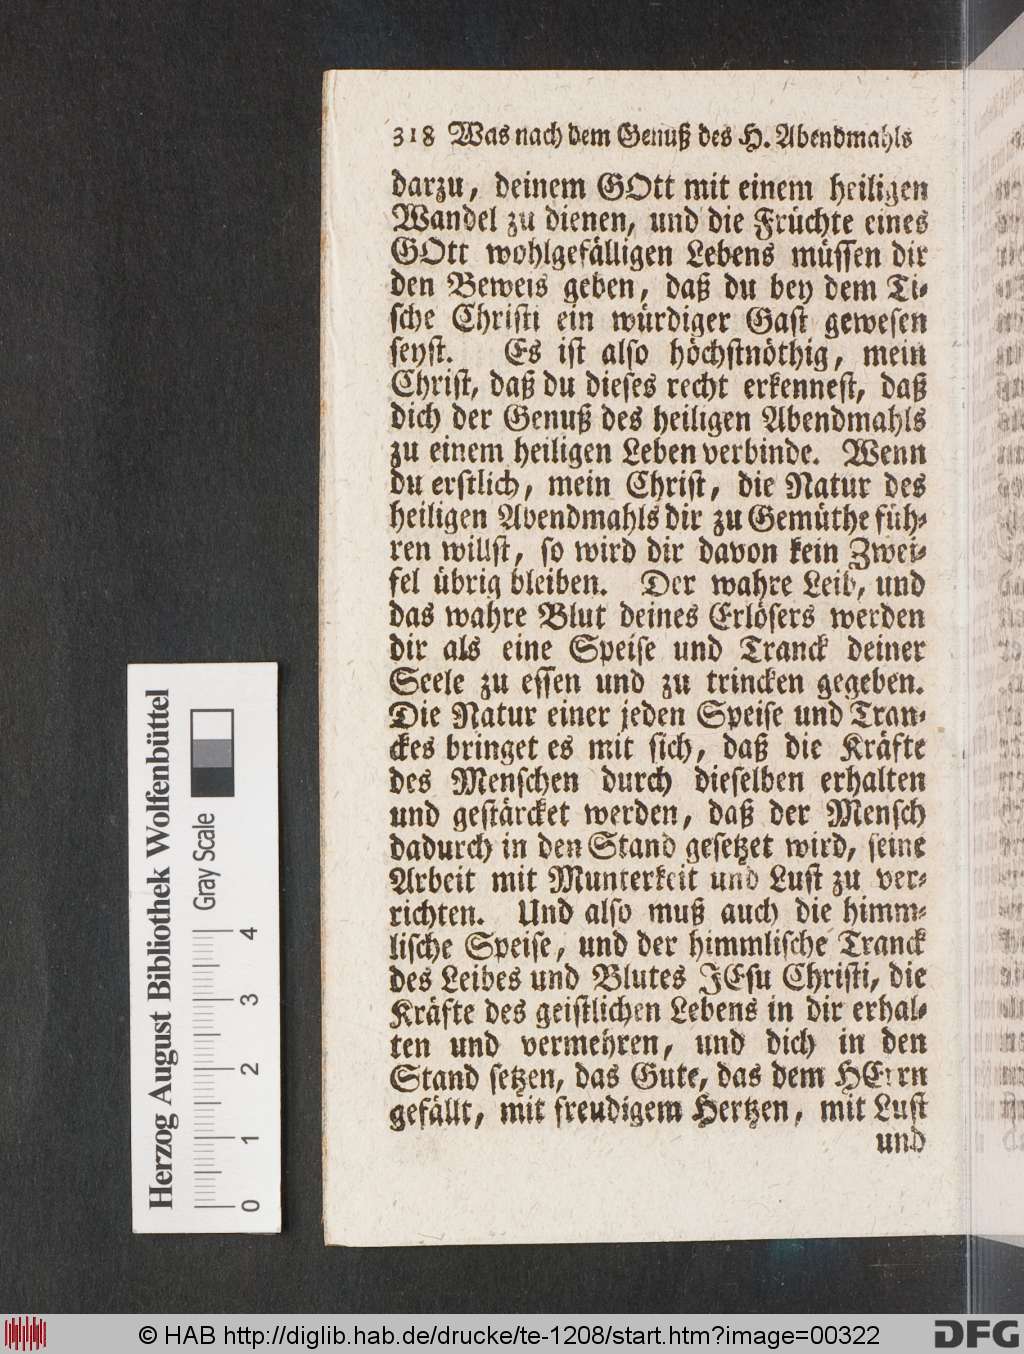 318 Was nach dem Genuß des H. Abendmahls
darzu, deinem GOtt mit einem heiligen
Wandel zu dienen, und die Früchte eines
GOtt wohlgefälligen Lebens müssen dir
den Beweis geben, daß du bey dem Ti-
sche Christi ein würdiger Gast gewesen
seyst. Es ist also höchstnöthig, mein
Christ, daß du dieses recht erkennest, daß
dich der Genuß des heiligen Abendmahls
zu einem heiligen Leben verbinde. Wenn
du erstlich, mein Christ, die Natur des
heiligen Abendmahls dir zu Gemüthe füh-
ren willst, so wird dir davon kein Zwei-
fel übrig bleiben. Der wahre Leib, und
das wahre Blut deines Erlösers werden
dir als eine Speise und Tranck deiner
Seele zu essen und zu trincken gegeben.
Die Natur einer jeden Speise und Tran-
ckes bringet es mit sich, daß die Kräfte
des Menschen durch dieselben erhalten
und gestärcket werden, daß der Mensch
dadurch in den Stand gesetzet wird, seine
Arbeit mit Munterkeit und Lust zu ver-
richten. Und also muß auch die himm-
lische Speise, und der himmlische Tranck
des Leibes und Blutes JEsu Christi, die
Kräfte des geistlichen Lebens in dir erhal-
ten und vermehren, und dich in den
Stand setzen, das Gute, das dem HErrn
gefällt, mit freudigem Hertzen, mit Lust
und
Herzog August Bibliothek Wolfenbüttel
Gray Scale
0 1 2 3 4
© HAB http://diglib.hab.de/drucke/te-1208/start.htm?image=00322
DFG